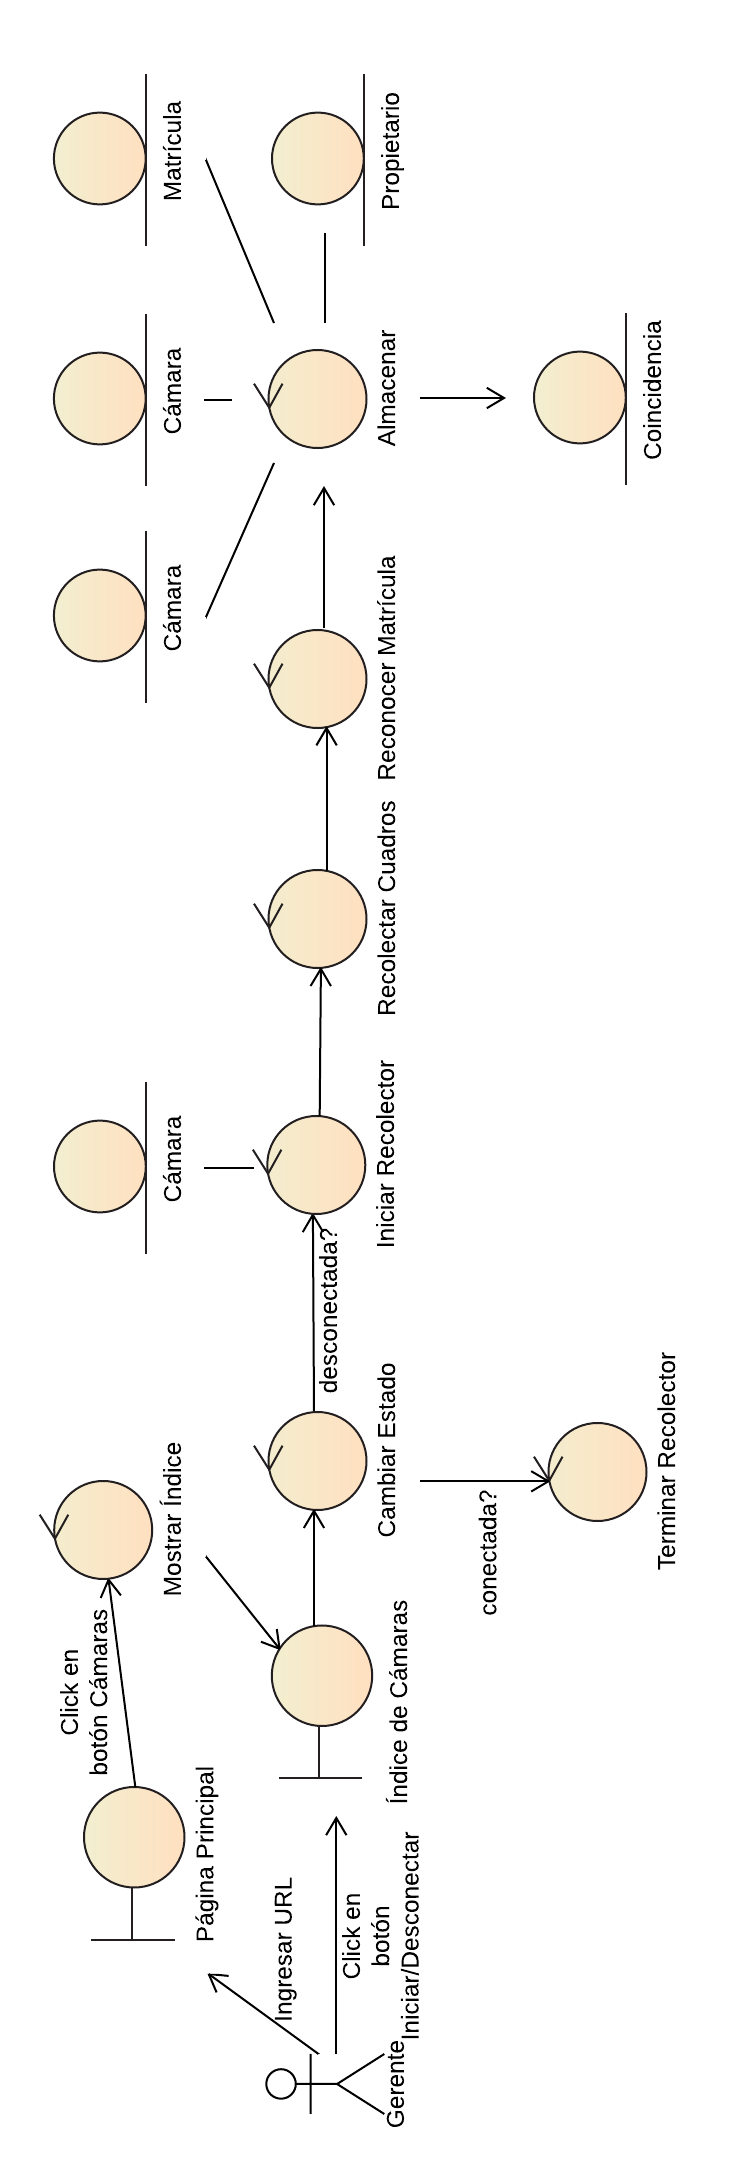 Gerente
Ingresar URL
Click en
botón
Iniciar/Desconectar
Página Principal
Click en
botón Cámaras
Mostrar Índice
Índice de Cámaras
Cambiar Estado
conectada?
Terminar Recolector
desconectada?
Iniciar Recolector
Cámara
Recolectar Cuadros
Reconocer Matrícula
Almacenar
Cámara
Cámara
Matrícula
Propietario
Coincidencia